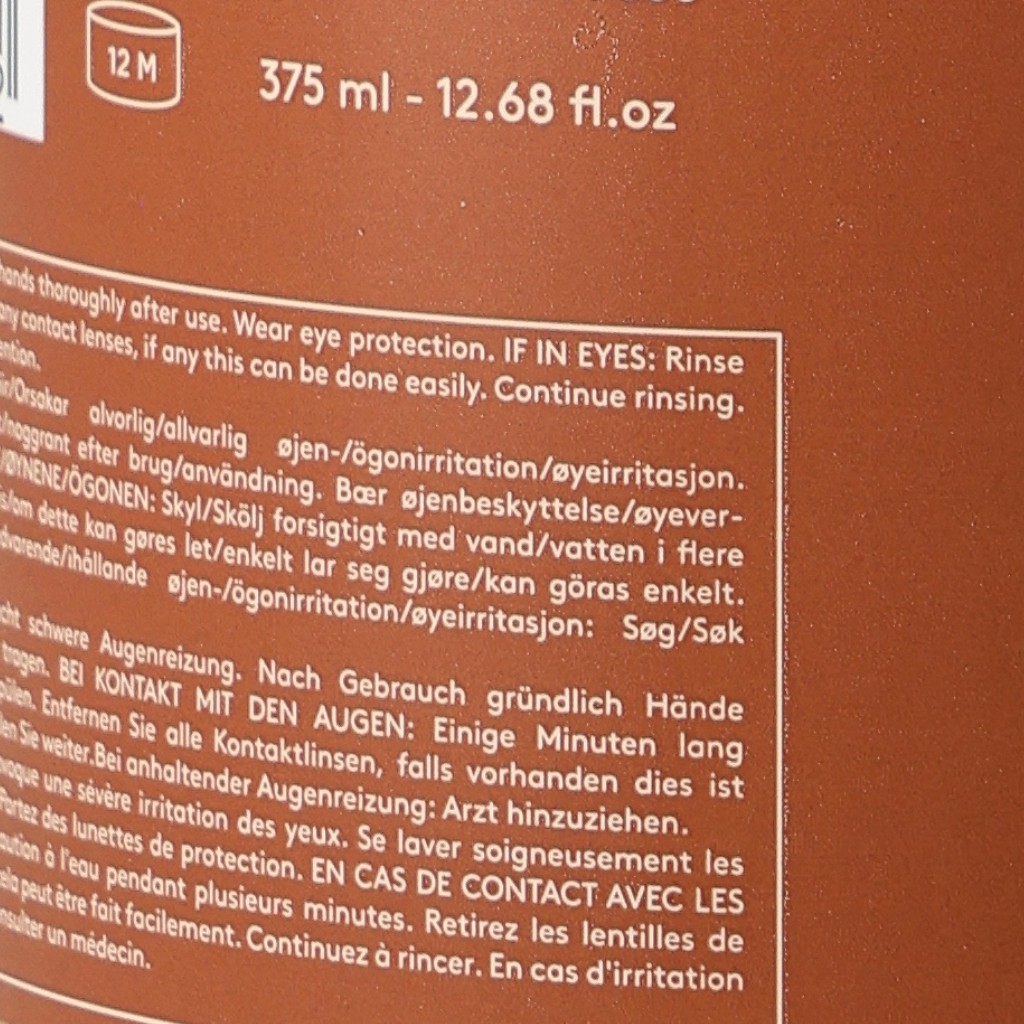 12 M
375 ml - 12.68 fl.oz
hands thoroughly after use. Wear eye protection. IF IN EYES: Rinse
any contact lenses, if any this can be done easily. Continue rinsing.
alvorlig/allvarlig øjen-/ögonirritation/øyeirritasjon.
efter brug/användning. Bær øjenbeskyttelse/øyever-
ØYNENE/ÖGONEN: Skyl/Skölj forsigtigt med vand/vatten i flere
dette kan gøres let/enkelt lar seg gjøre/kan göras enkelt.
øjen-/ögonirritation/øyeirritasjon: Søg/Søk
schwere Augenreizung. Nach Gebrauch gründlich Hände
tragen. BEI KONTAKT MIT DEN AUGEN: Einige Minuten lang
Entfernen Sie alle Kontaktlinsen, falls vorhanden dies ist
Sie weiter.Bei anhaltender Augenreizung: Arzt hinzuziehen.
une sévère irritation des yeux. Se laver soigneusement les
Portez des lunettes de protection. EN CAS DE CONTACT AVEC LES
à l'eau pendant plusieurs minutes. Retirez les lentilles de
peut être fait facilement. Continuez à rincer. En cas d'irritation
un médecin.